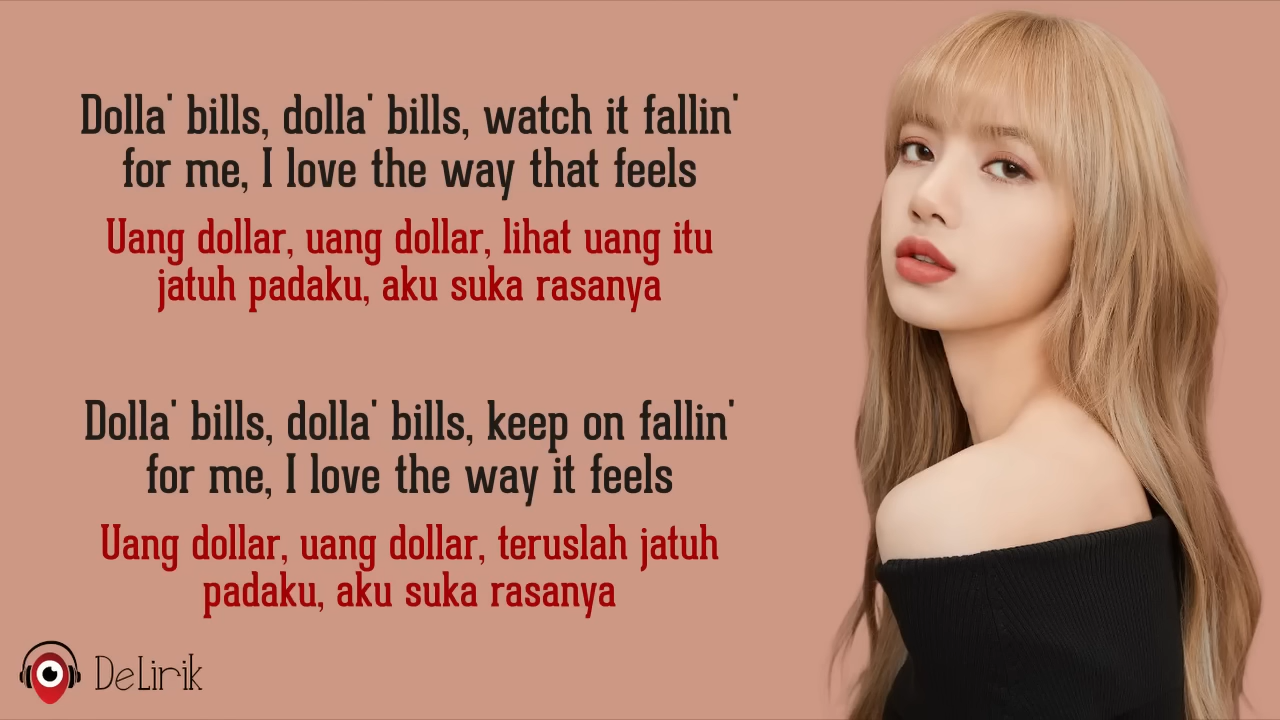 Dolla' bills, dolla' bills, watch it fallin'
for me, I love the way that feels
Uang dollar, uang dollar, lihat uang itu
jatuh padaku, aku suka rasanya
Dolla' bills, dolla' bills, keep on fallin'
for me, I love the way it feels
Uang dollar, uang dollar, teruslah jatuh
padaku, aku suka rasanya
DeLirik